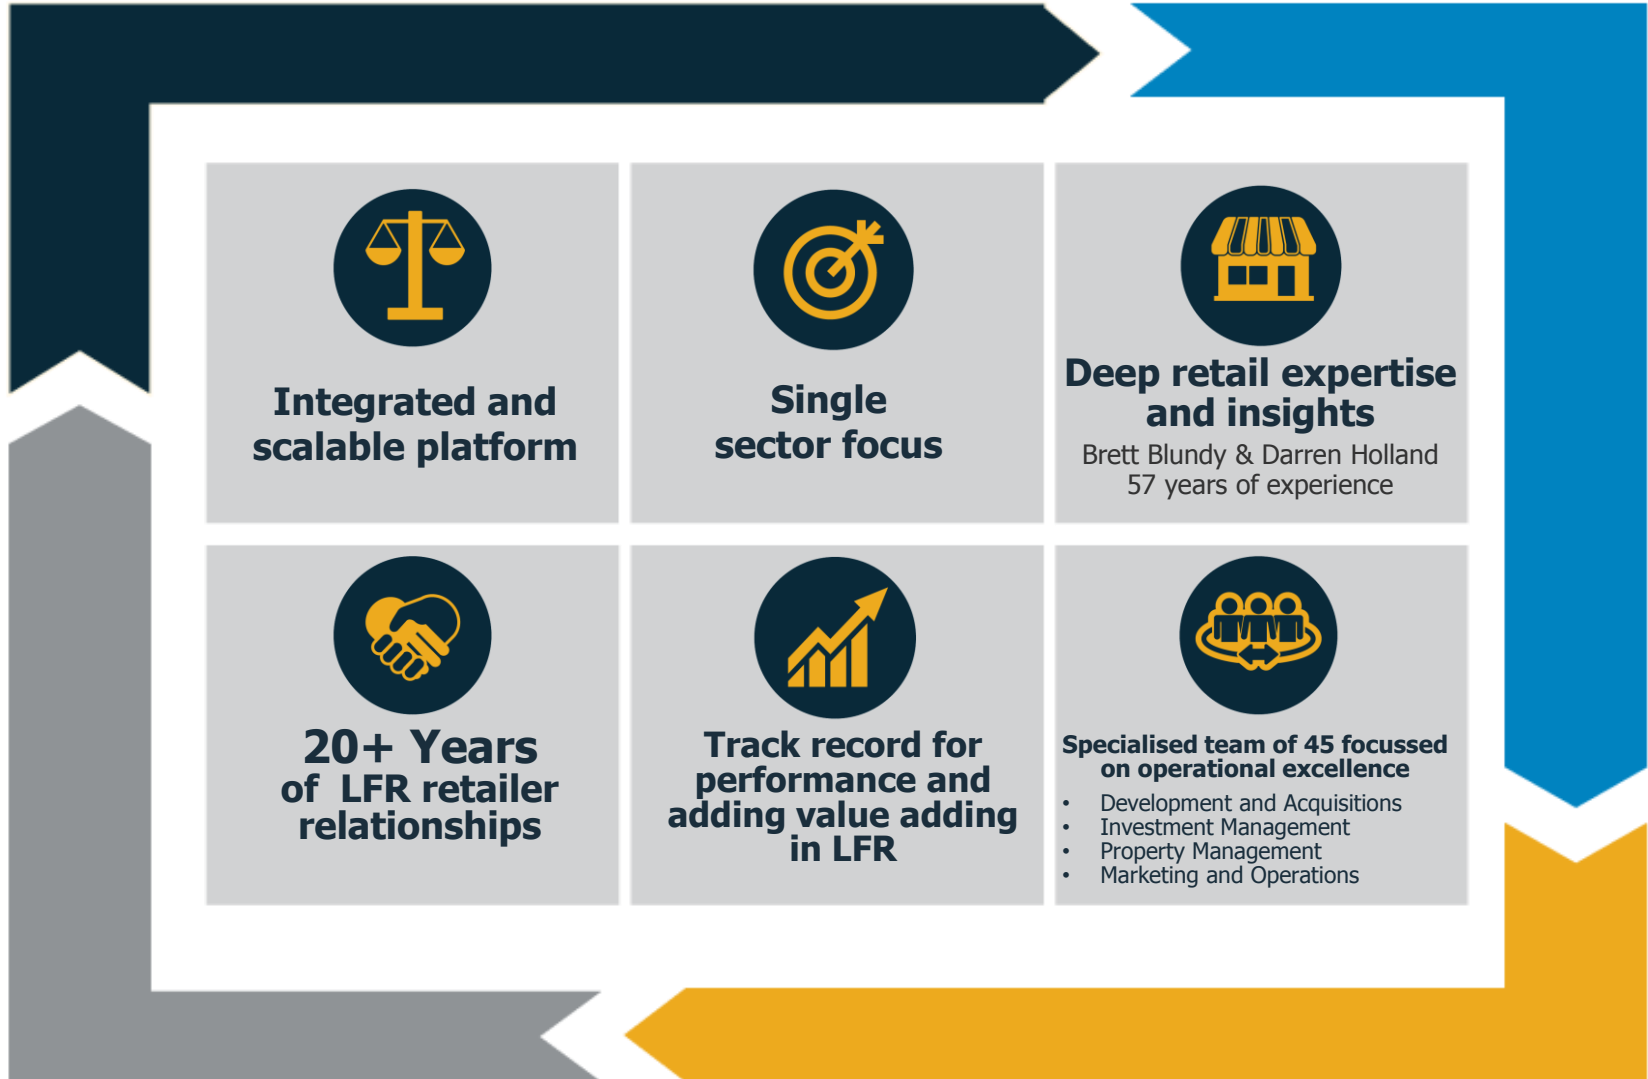 Integrated and
scalable platform
Single
sector focus
Deep retail expertise
and insights
Brett Blundy & Darren Holland
57 years of experience
20+ Years
of LFR retailer
relationships
Track record for
performance and
adding value adding
in LFR
Specialised team of 45 focussed
on operational excellence
• Development and Acquisitions
• Investment Management
• Property Management
• Marketing and Operations